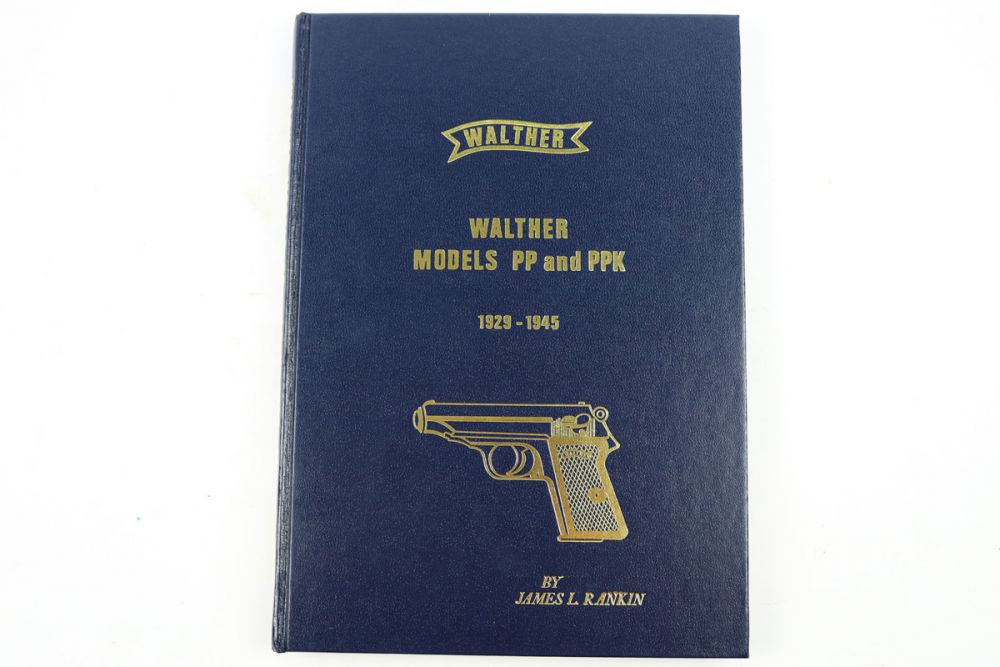 WALTHER
WALTHER
MODELS PP and PPK
1929-1945
BY
JAMES L. RANKIN